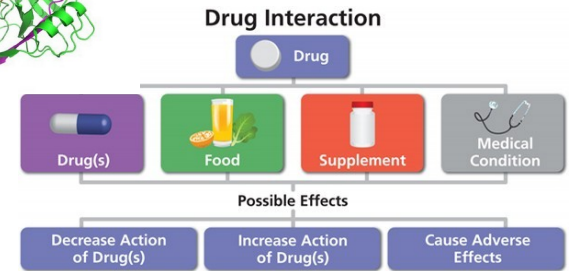 Drug Interaction
Drug
Drug(s)
Food
Supplement
Medical
Condition
Possible Effects
Decrease Action
of Drug(s)
Increase Action
of Drug(s)
Cause Adverse
Effects